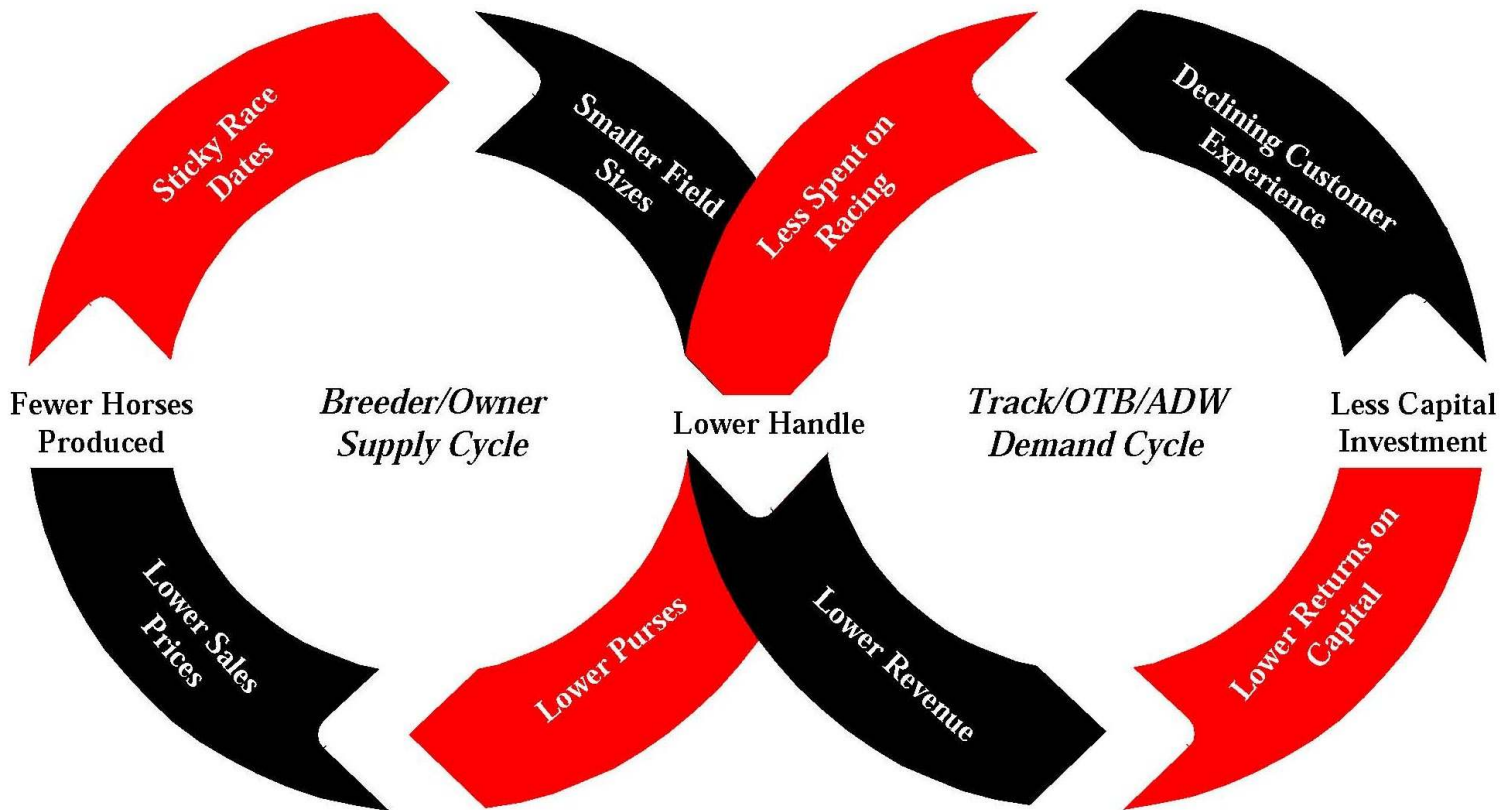 Sticky Race
Dates
Smaller Field
Sizes
Less Spent on
Racing
Declining Customer
Experience
Fewer Horses
Produced
Breeder/Owner
Supply Cycle
Lower Handle
Track/OTB/ADW
Demand Cycle
Less Capital
Investment
Lower Sales
Prices
Lower Purses
Lower Revenue
Lower Returns on
Capital